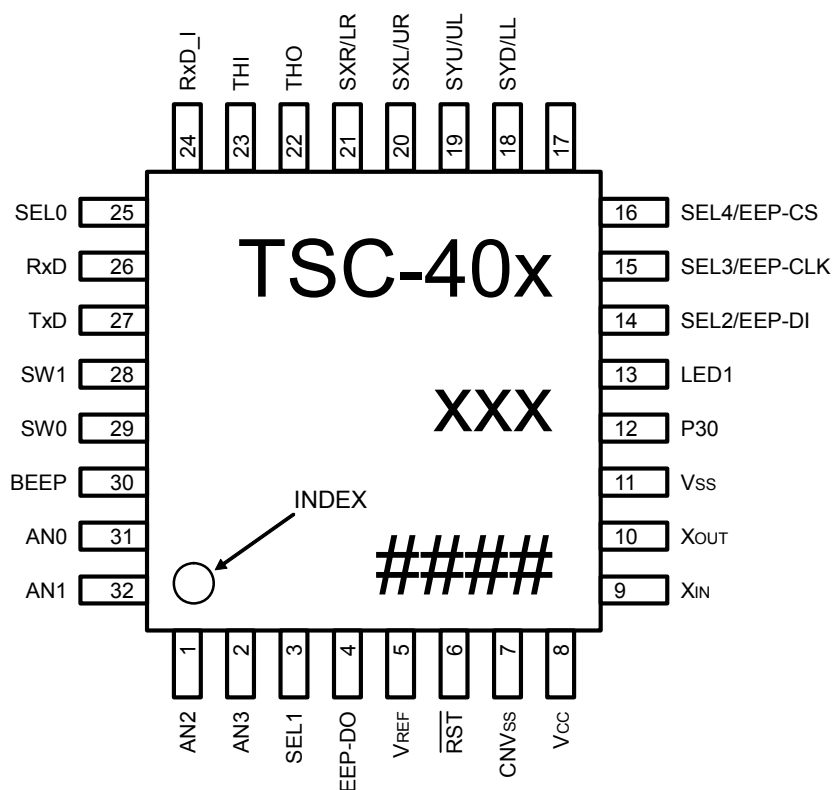 RxD_I
THI
THO
SXR/LR
SXL/UR
SYU/UL
SYD/LL
24
23
22
21
20
19
18
17
SEL0 25
RxD 26
TxD 27
SW1 28
SW0 29
BEEP 30
AN0 31
AN1 32
TSC-40x
xxx
INDEX
####
16 SEL4/EEP-CS
15 SEL3/EEP-CLK
14 SEL2/EEP-DI
13 LED1
12 P30
11 VSS
10 XOUT
9 XIN
1
2
3
4
5
6
7
8
AN2
AN3
SEL1
EEP-DO
VREF
RST
CNVSS
VCC